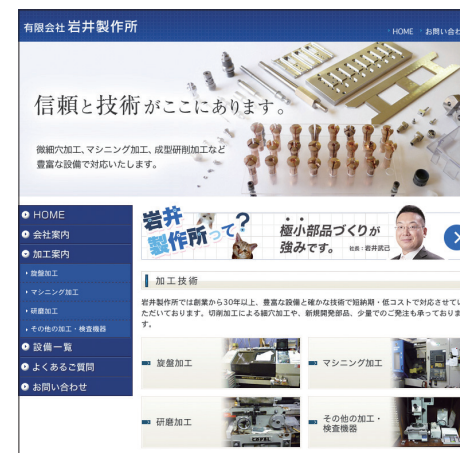 有限会社 岩井製作所
HOME お問い合わ
信頼と技術がここにあります。
微細穴加工、マシニング加工、成型研削加工など
豊富な設備で対応いたします。
HOME
会社案内
加工案内
旋盤加工
マシニング加工
研磨加工
その他の加工・検査機器
設備一覧
よくあるご質問
お問い合わせ
岩井
製作所って?
極小部品づくりが
強みです。 社長：岩井武己
加工技術
岩井製作所では創業から30年以上、豊富な設備と確かな技術で短納期・低コストで対応させてい
ただいております。切削加工による細穴加工や、新規開発部品、少量でのご発注も承っておりま
す。
旋盤加工
マシニング加工
研磨加工
その他の加工・
検査機器